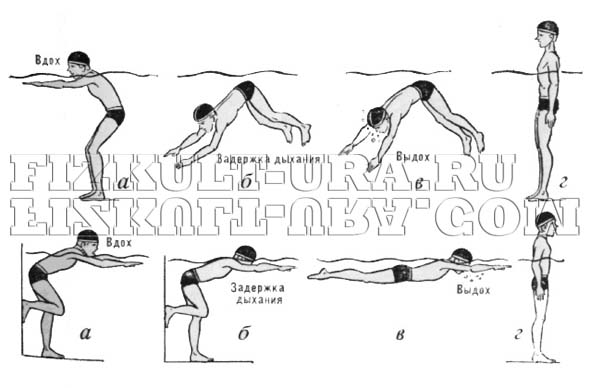 Вдох
Задержка дыхания
Выдох
а
б
в
г
FIZKULT-URA.RU
FIZKULT-URA.COM
Вдох
Задержка
дыхания
Выдох
а
б
в
г